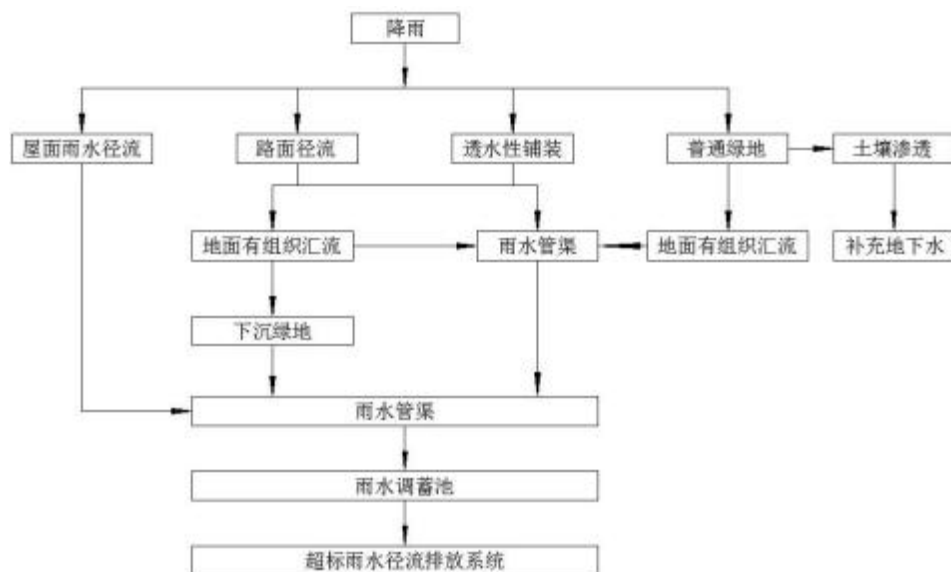 降雨
屋面雨水径流
路面径流
透水性铺装
普通绿地
土壤渗透
地面有组织汇流
雨水管渠
地面有组织汇流
补充地下水
下沉绿地
雨水管渠
雨水调蓄池
超标雨水径流排放系统